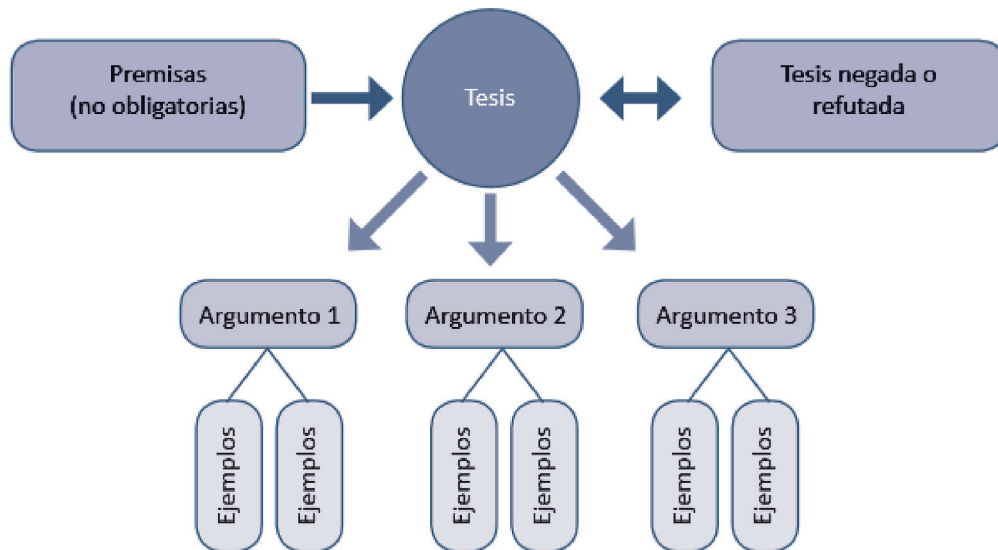 Premisas
(no obligatorias)
Tesis
Tesis negada o
refutada
Argumento 1
Argumento 2
Argumento 3
Ejemplos
Ejemplos
Ejemplos
Ejemplos
Ejemplos
Ejemplos